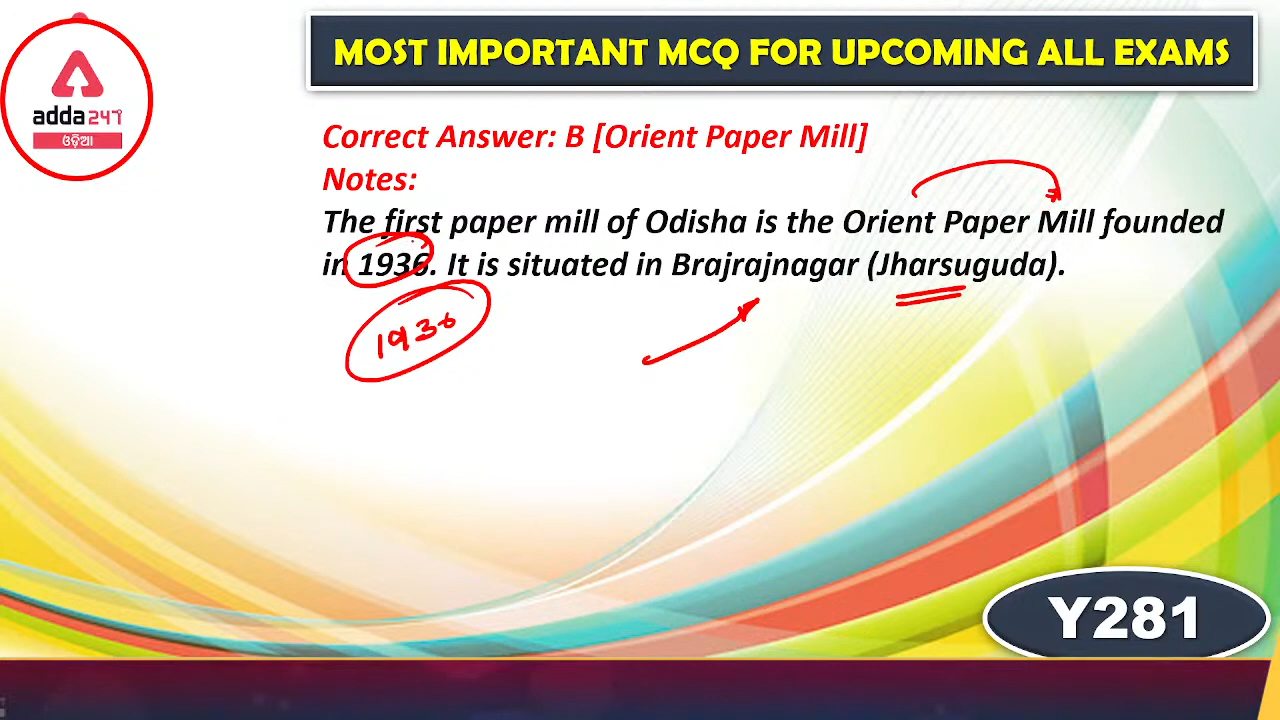 MOST IMPORTANT MCQ FOR UPCOMING ALL EXAMS
adda247
ଓଡ଼ିଆ
Correct Answer: B [Orient Paper Mill]
Notes:
The first paper mill of Odisha is the Orient Paper Mill founded
in 1936. It is situated in Brajrajnagar (Jharsuguda).
1936
Y281